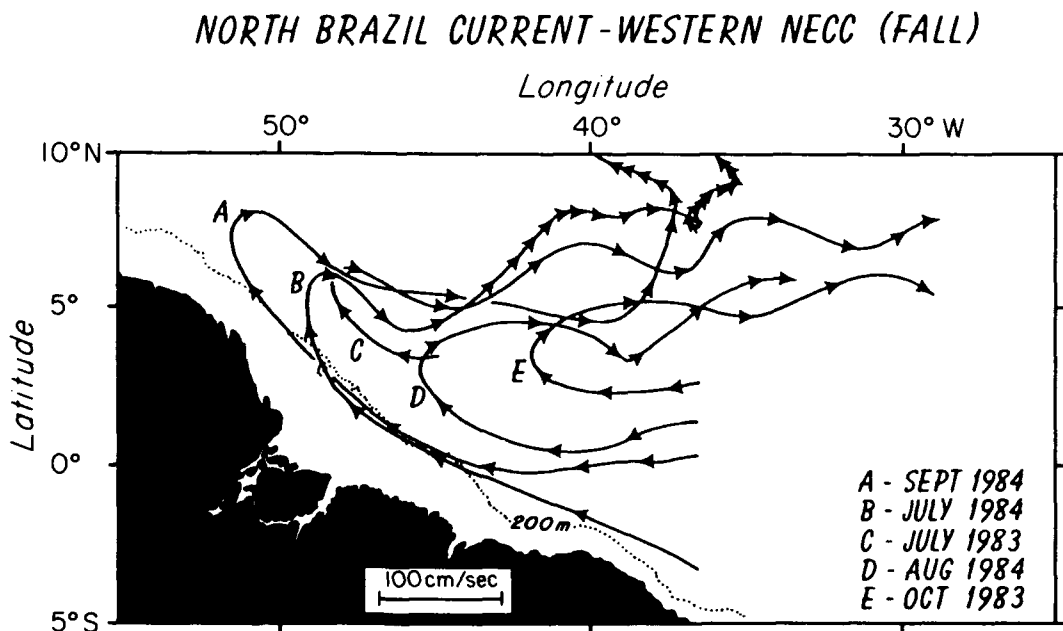 NORTH BRAZIL CURRENT-WESTERN NECC (FALL)
Longitude
50° 40° 30° W
10°N
A
B
5°
C
D
E
Latitude
0°
200m
100 cm/sec
5°S
A - SEPT 1984
B - JULY 1984
C - JULY 1983
D - AUG 1984
E - OCT 1983